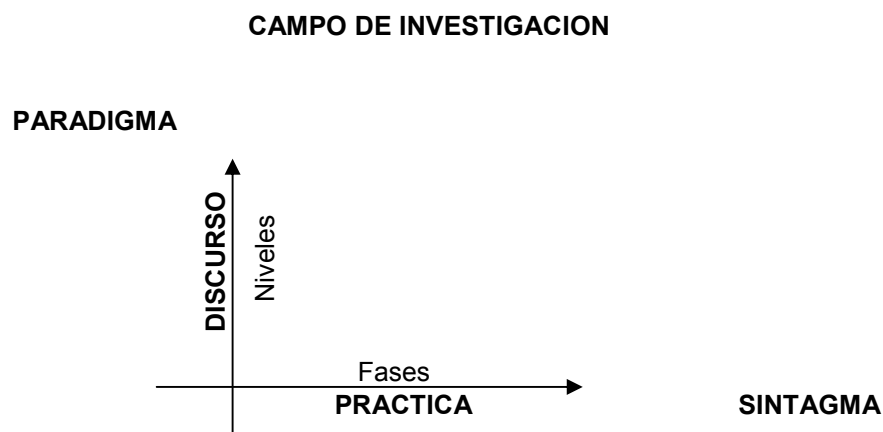 CAMPO DE INVESTIGACION
PARADIGMA
DISCURSO
Niveles
Fases
PRACTICA
SINTAGMA